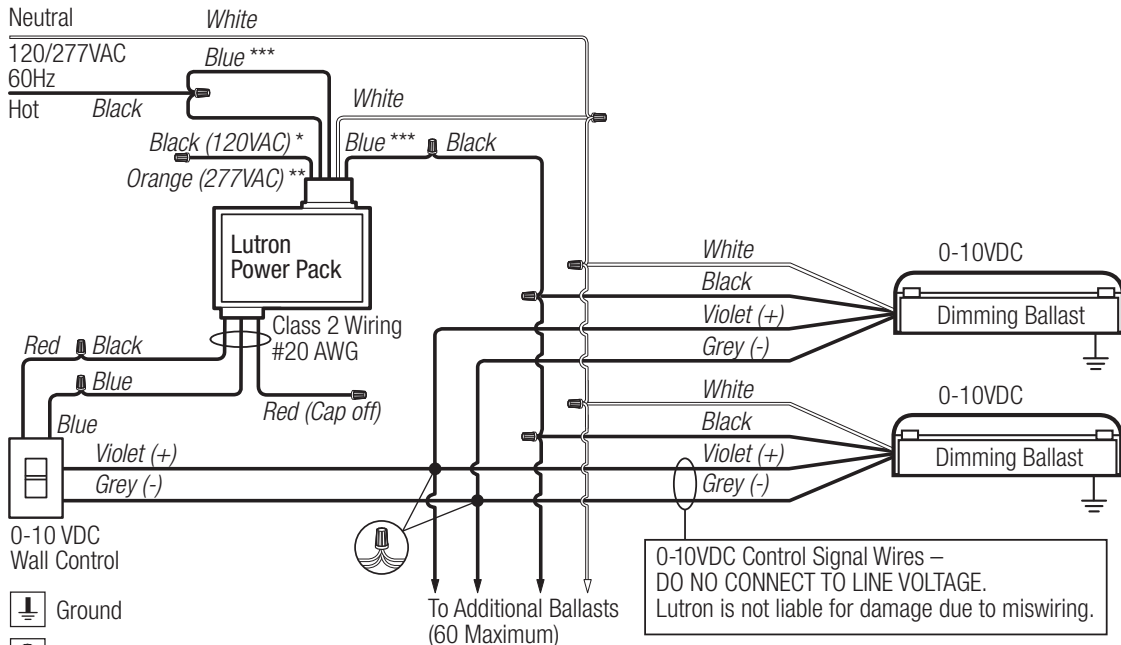 Neutral
White
120/277VAC
60Hz
Hot
Black
Blue ***
White
Black (120VAC) *
Orange (277VAC) **
Blue ***
Black
Lutron
Power Pack
Class 2 Wiring
#20 AWG
Red
Black
Blue
Blue
Red (Cap off)
Violet (+)
Grey (-)
0-10 VDC
Wall Control
Ground
White
Black
Violet (+)
Grey (-)
0-10VDC
Dimming Ballast
White
Black
Violet (+)
Grey (-)
0-10VDC
Dimming Ballast
To Additional Ballasts
(60 Maximum)
0-10VDC Control Signal Wires –
DO NO CONNECT TO LINE VOLTAGE.
Lutron is not liable for damage due to miswiring.